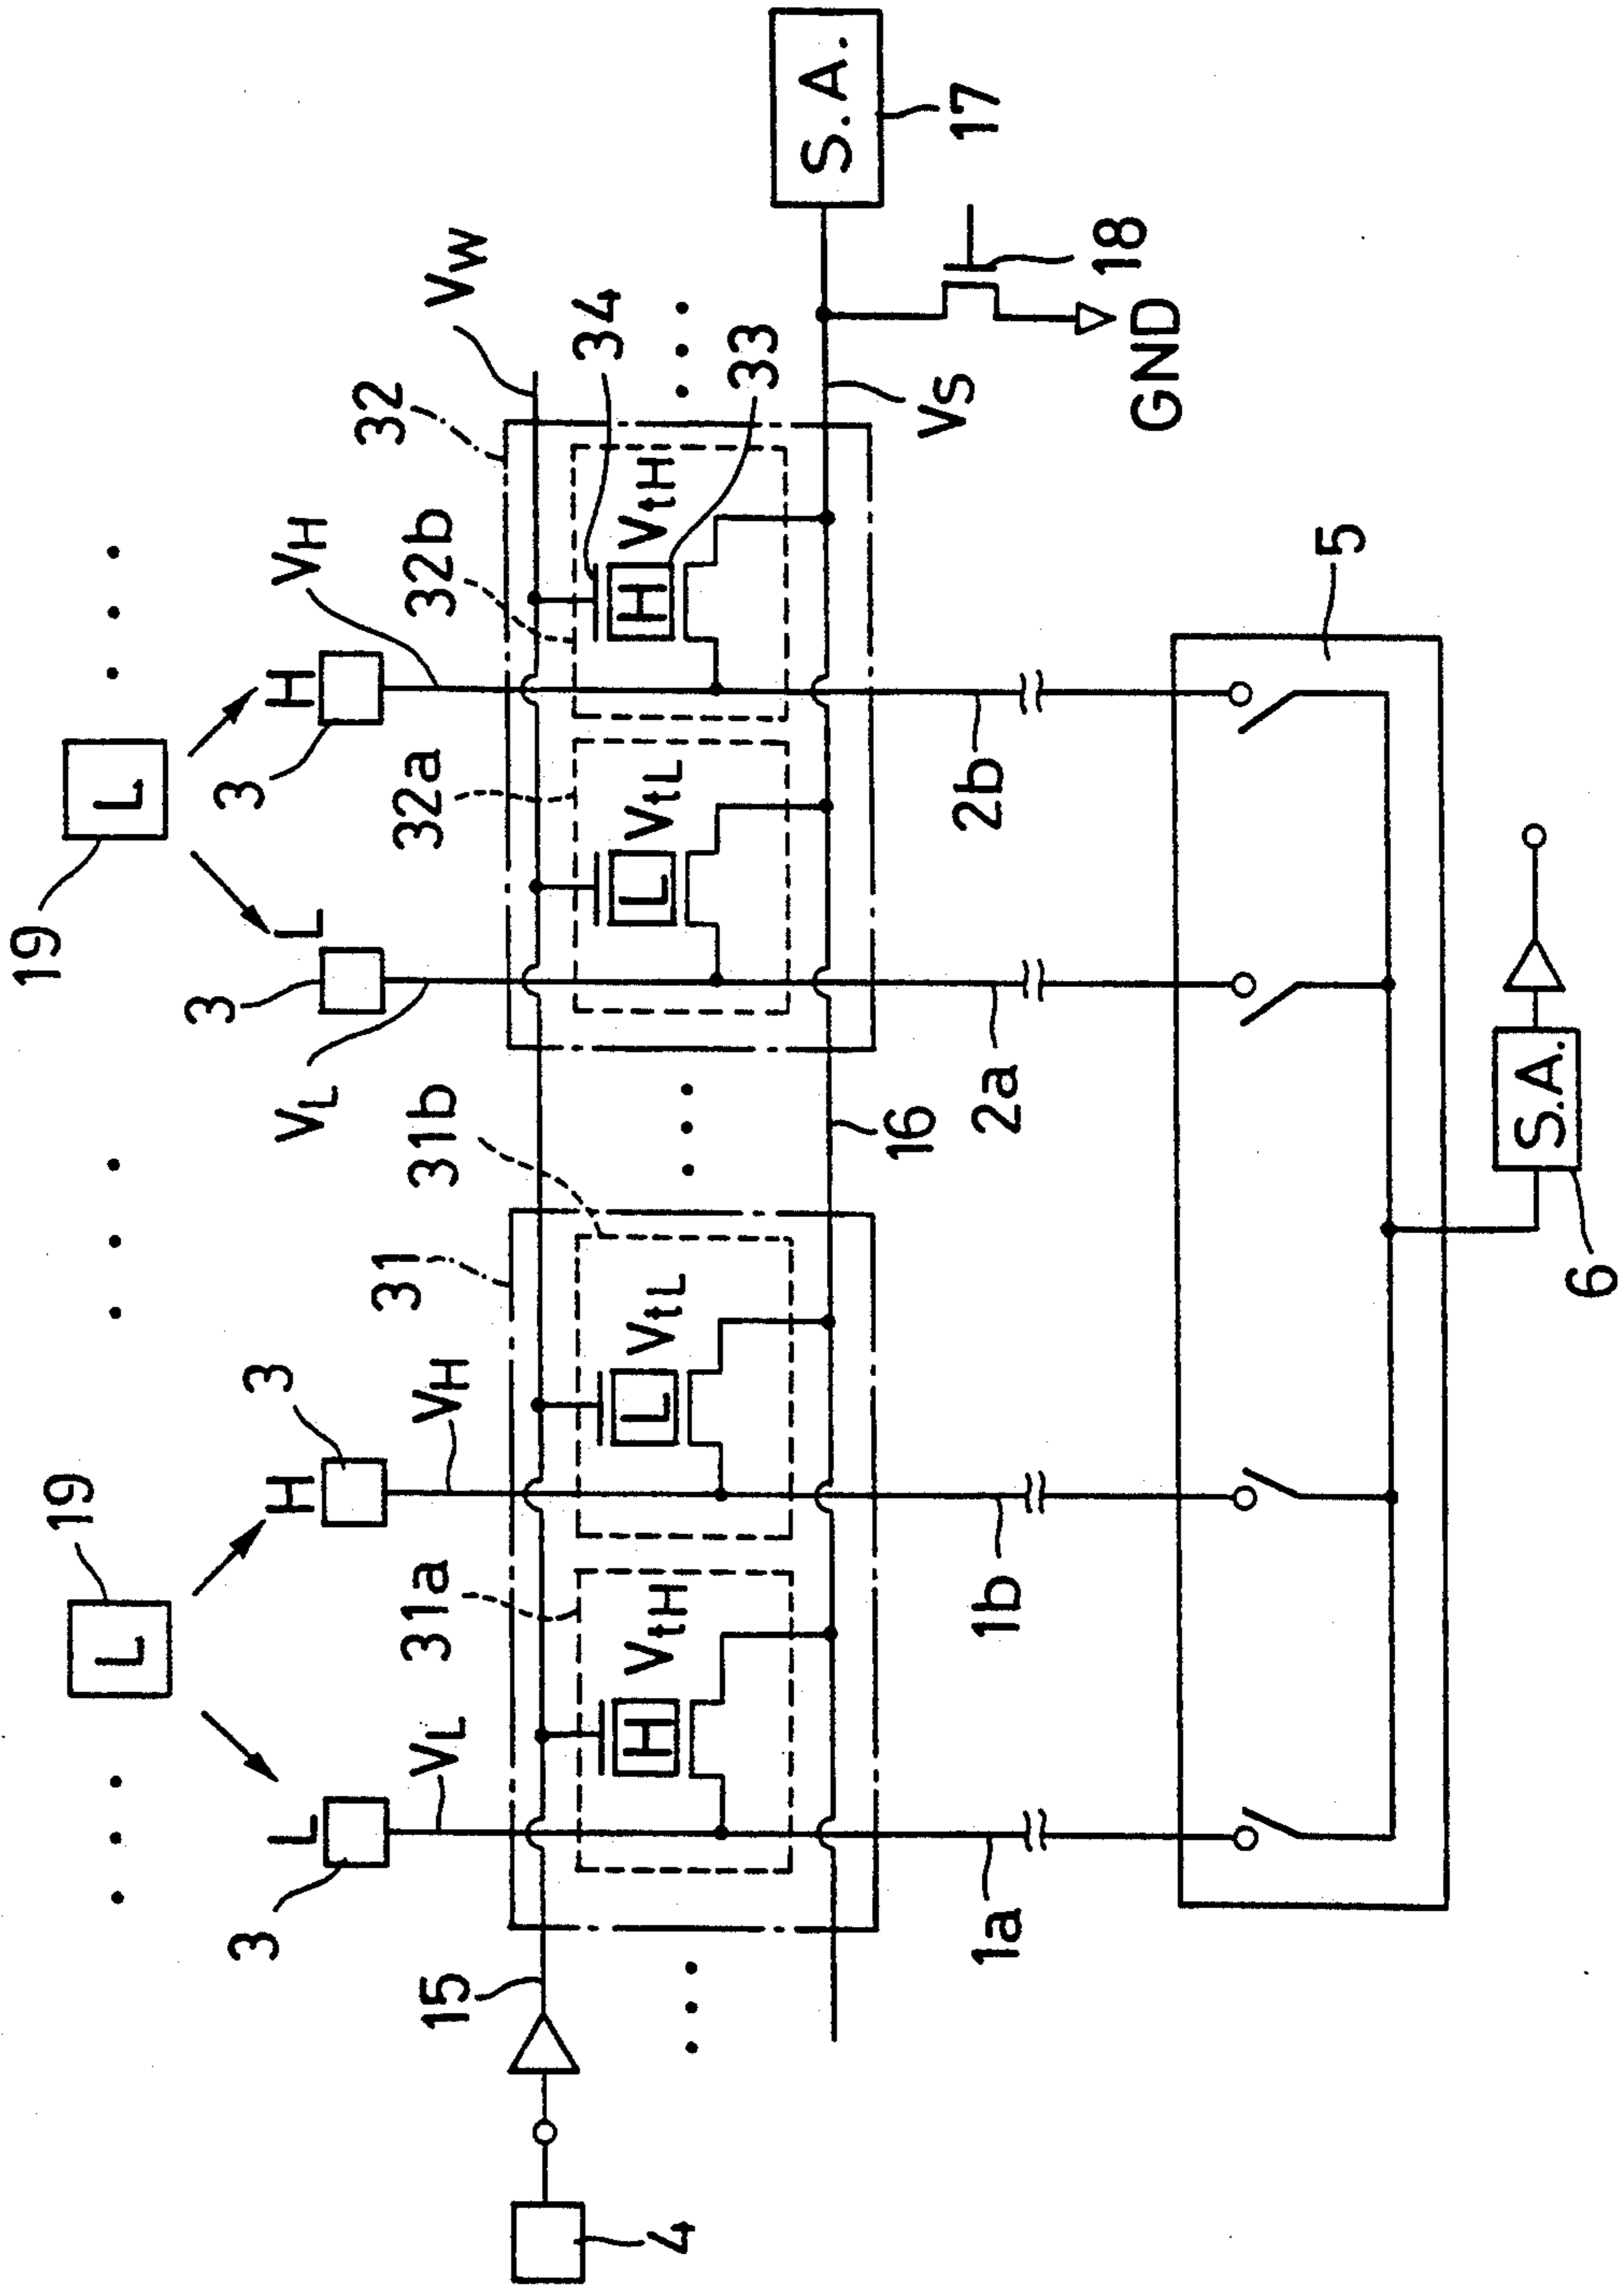 19
19
L L
3 3
3 3
L H L H
VL VH
VL VH
31 32
31a 31b 32a 32b VW
15
34
H VtH L VtL L VtL H VtH
4
33
S.A.
16 VS 17
1a 1b 2a 2b
18
GND
5
S.A.
6